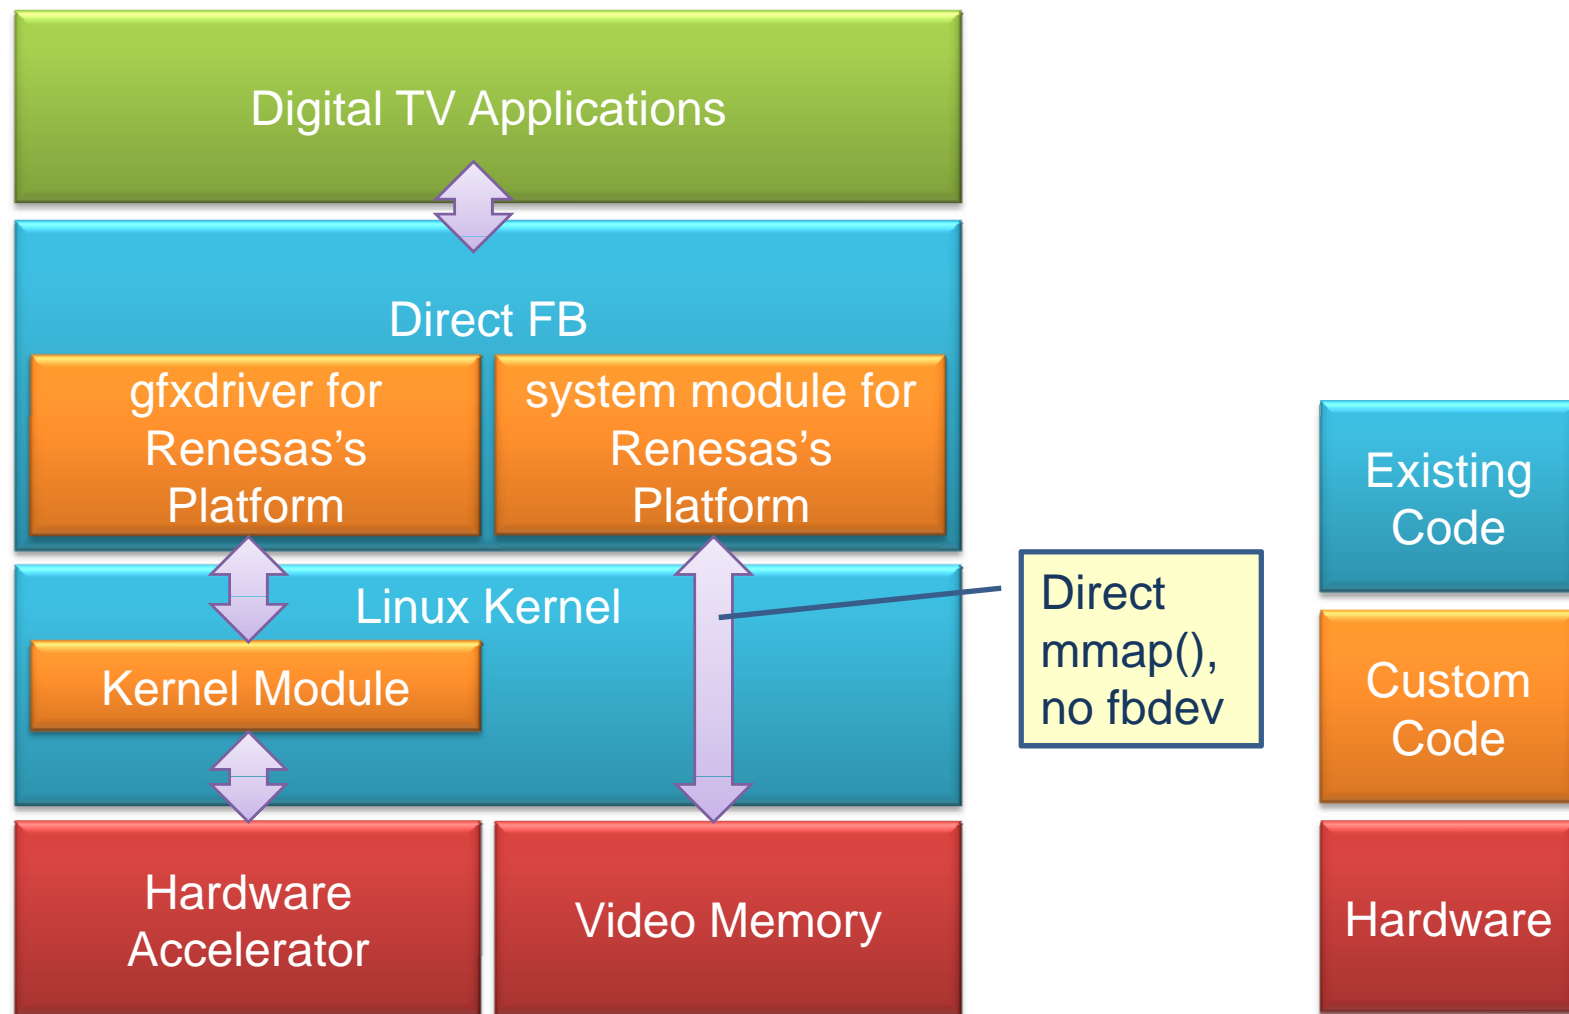 Digital TV Applications
Direct FB
gfxdriver for
Renesas’s
Platform
system module for
Renesas’s
Platform
Linux Kernel
Kernel Module
Hardware
Accelerator
Video Memory
Direct
mmap(),
no fbdev
Existing
Code
Custom
Code
Hardware